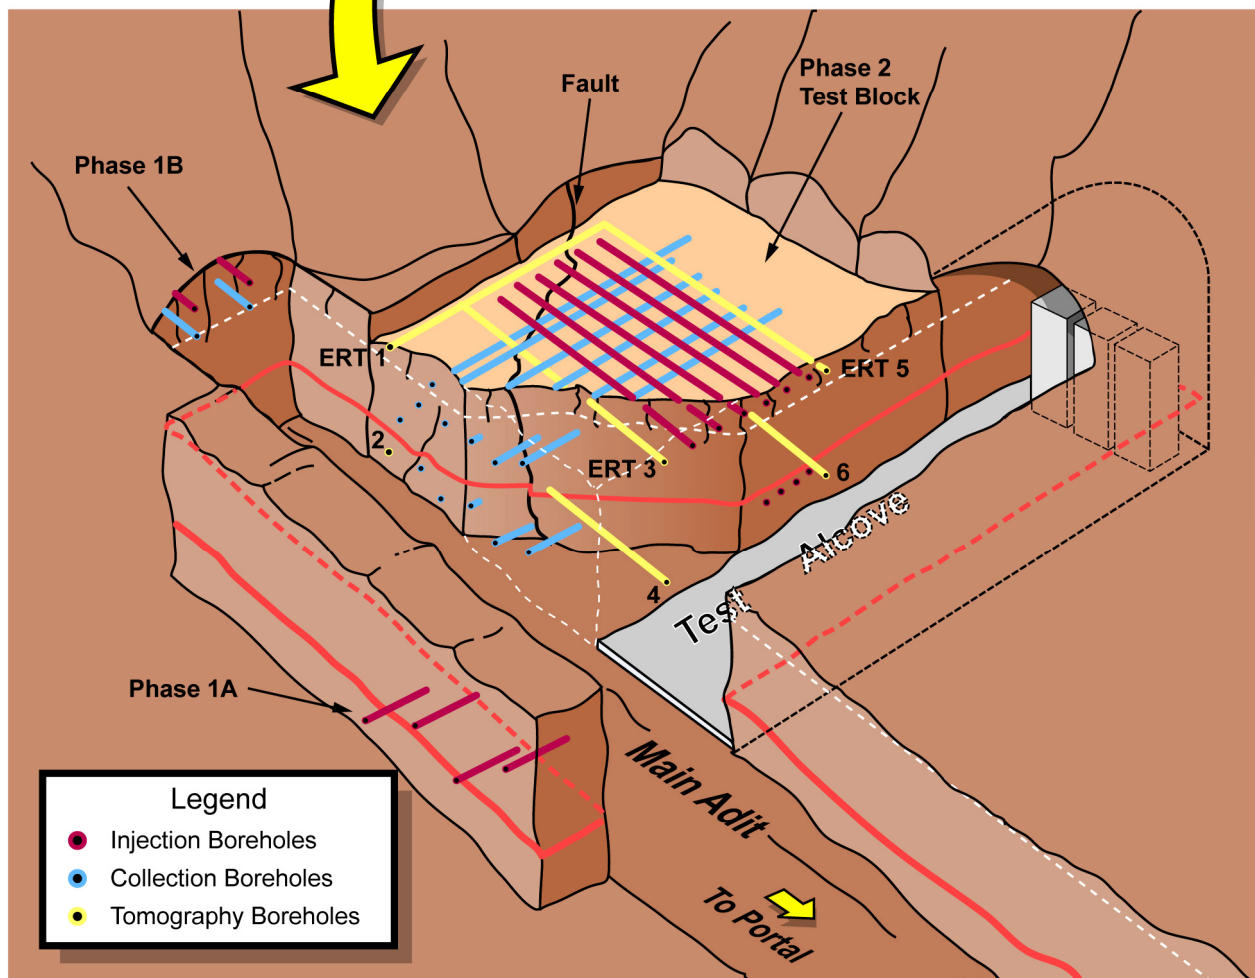 Fault
Phase 2
Test Block
Phase 1B
ERT 1
ERT 5
2
ERT 3
6
4
Test Alcove
Phase 1A
Main Adit
To Portal
Legend
Injection Boreholes
Collection Boreholes
Tomography Boreholes